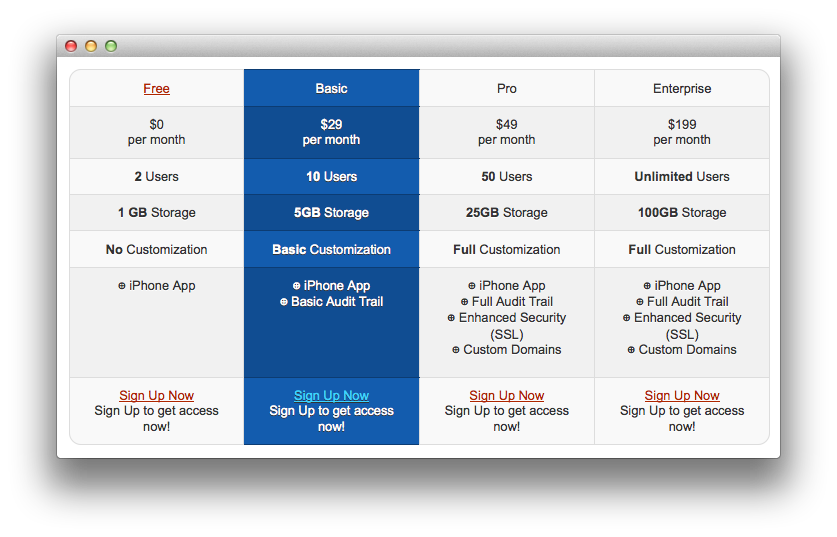 Free
Basic
Pro
Enterprise
$0
per month
$29
per month
$49
per month
$199
per month
2 Users
10 Users
50 Users
Unlimited Users
1 GB Storage
5GB Storage
25GB Storage
100GB Storage
No Customization
Basic Customization
Full Customization
Full Customization
⊕ iPhone App
⊕ iPhone App
⊕ Basic Audit Trail
⊕ iPhone App
⊕ Full Audit Trail
⊕ Enhanced Security
(SSL)
⊕ Custom Domains
⊕ iPhone App
⊕ Full Audit Trail
⊕ Enhanced Security
(SSL)
⊕ Custom Domains
Sign Up Now
Sign Up to get access
now!
Sign Up Now
Sign Up to get access
now!
Sign Up Now
Sign Up to get access
now!
Sign Up Now
Sign Up to get access
now!